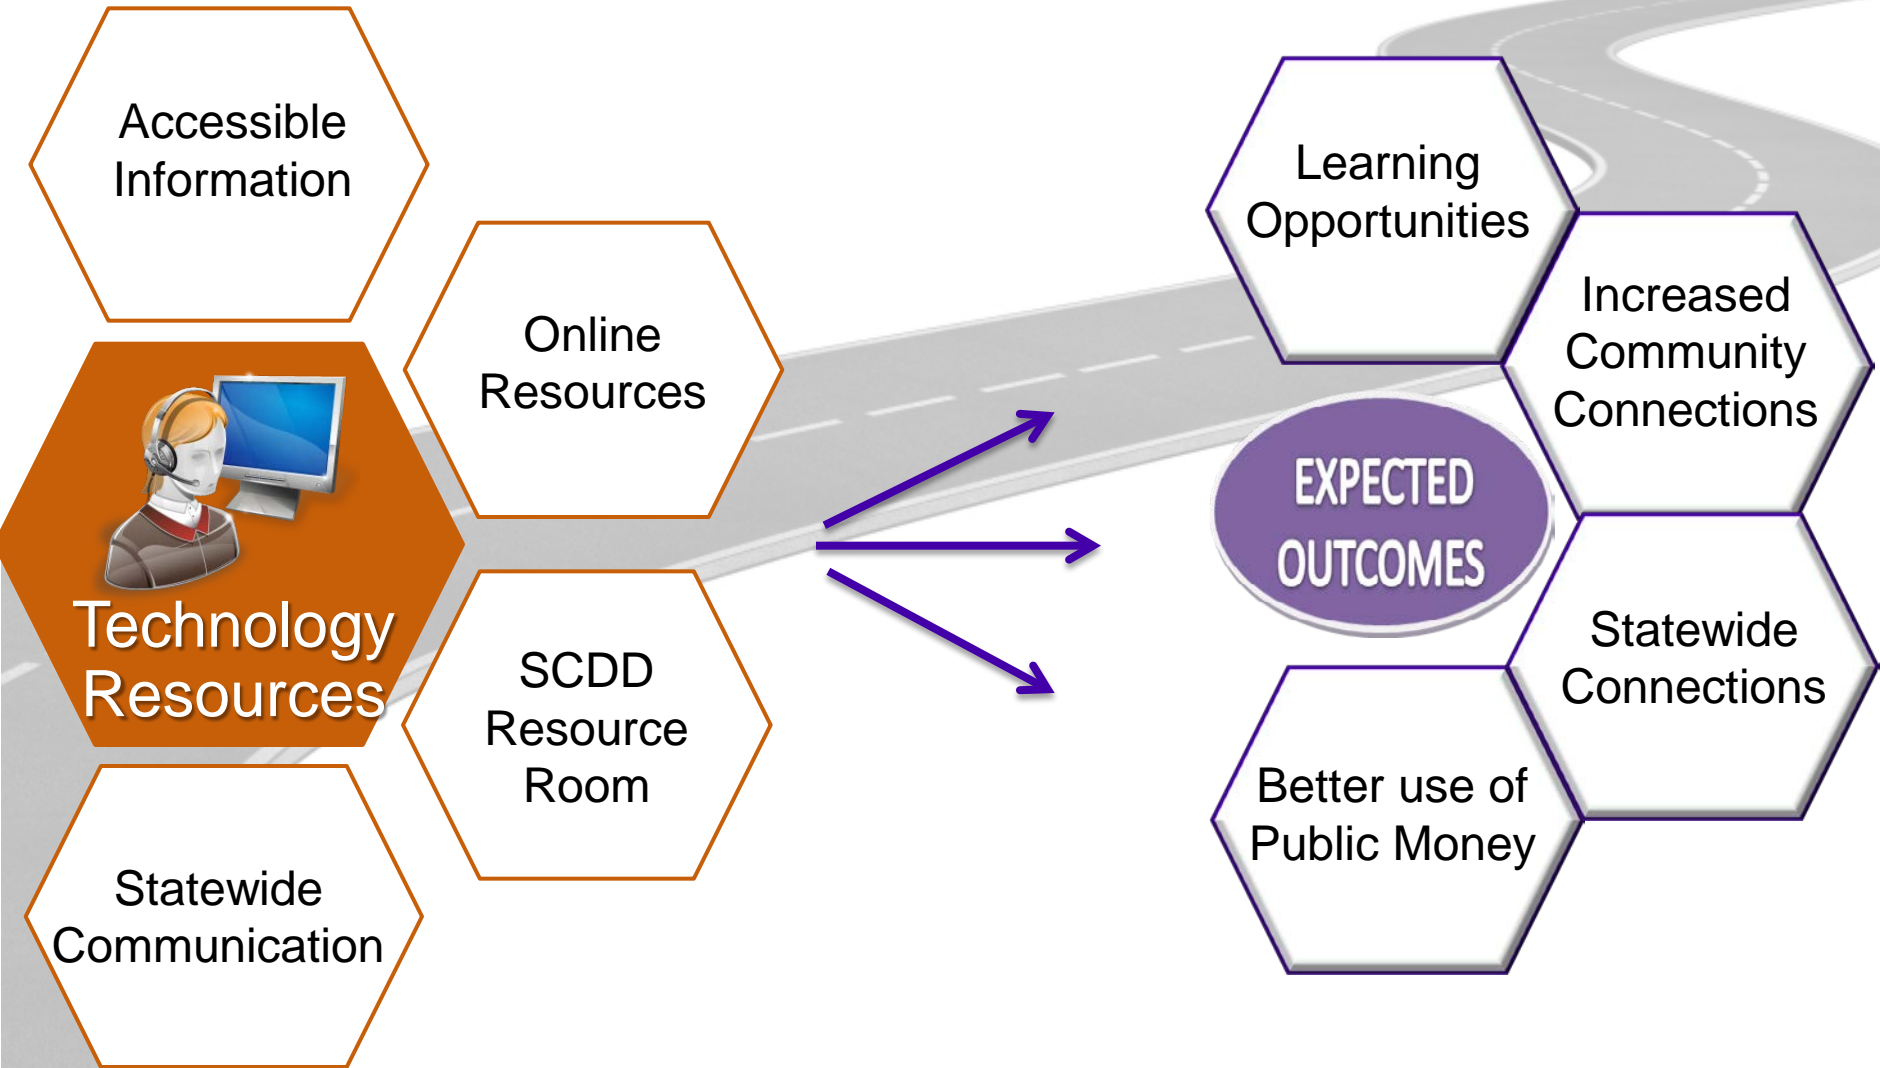 Accessible
Information
Online
Resources
Technology
Resources
SCDD
Resource
Room
Statewide
Communication
Learning
Opportunities
Increased
Community
Connections
EXPECTED
OUTCOMES
Statewide
Connections
Better use of
Public Money